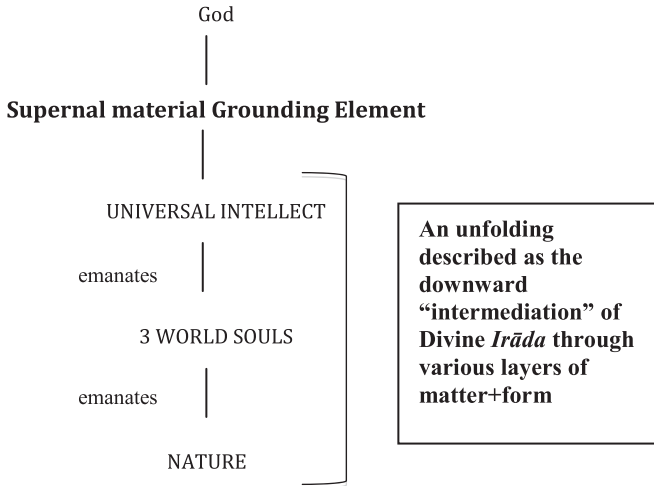 God
Supernal material Grounding Element
UNIVERSAL INTELLECT
emanates
3 WORLD SOULS
emanates
NATURE
An unfolding
described as the
downward
“intermediation” of
Divine Irāda through
various layers of
matter+form